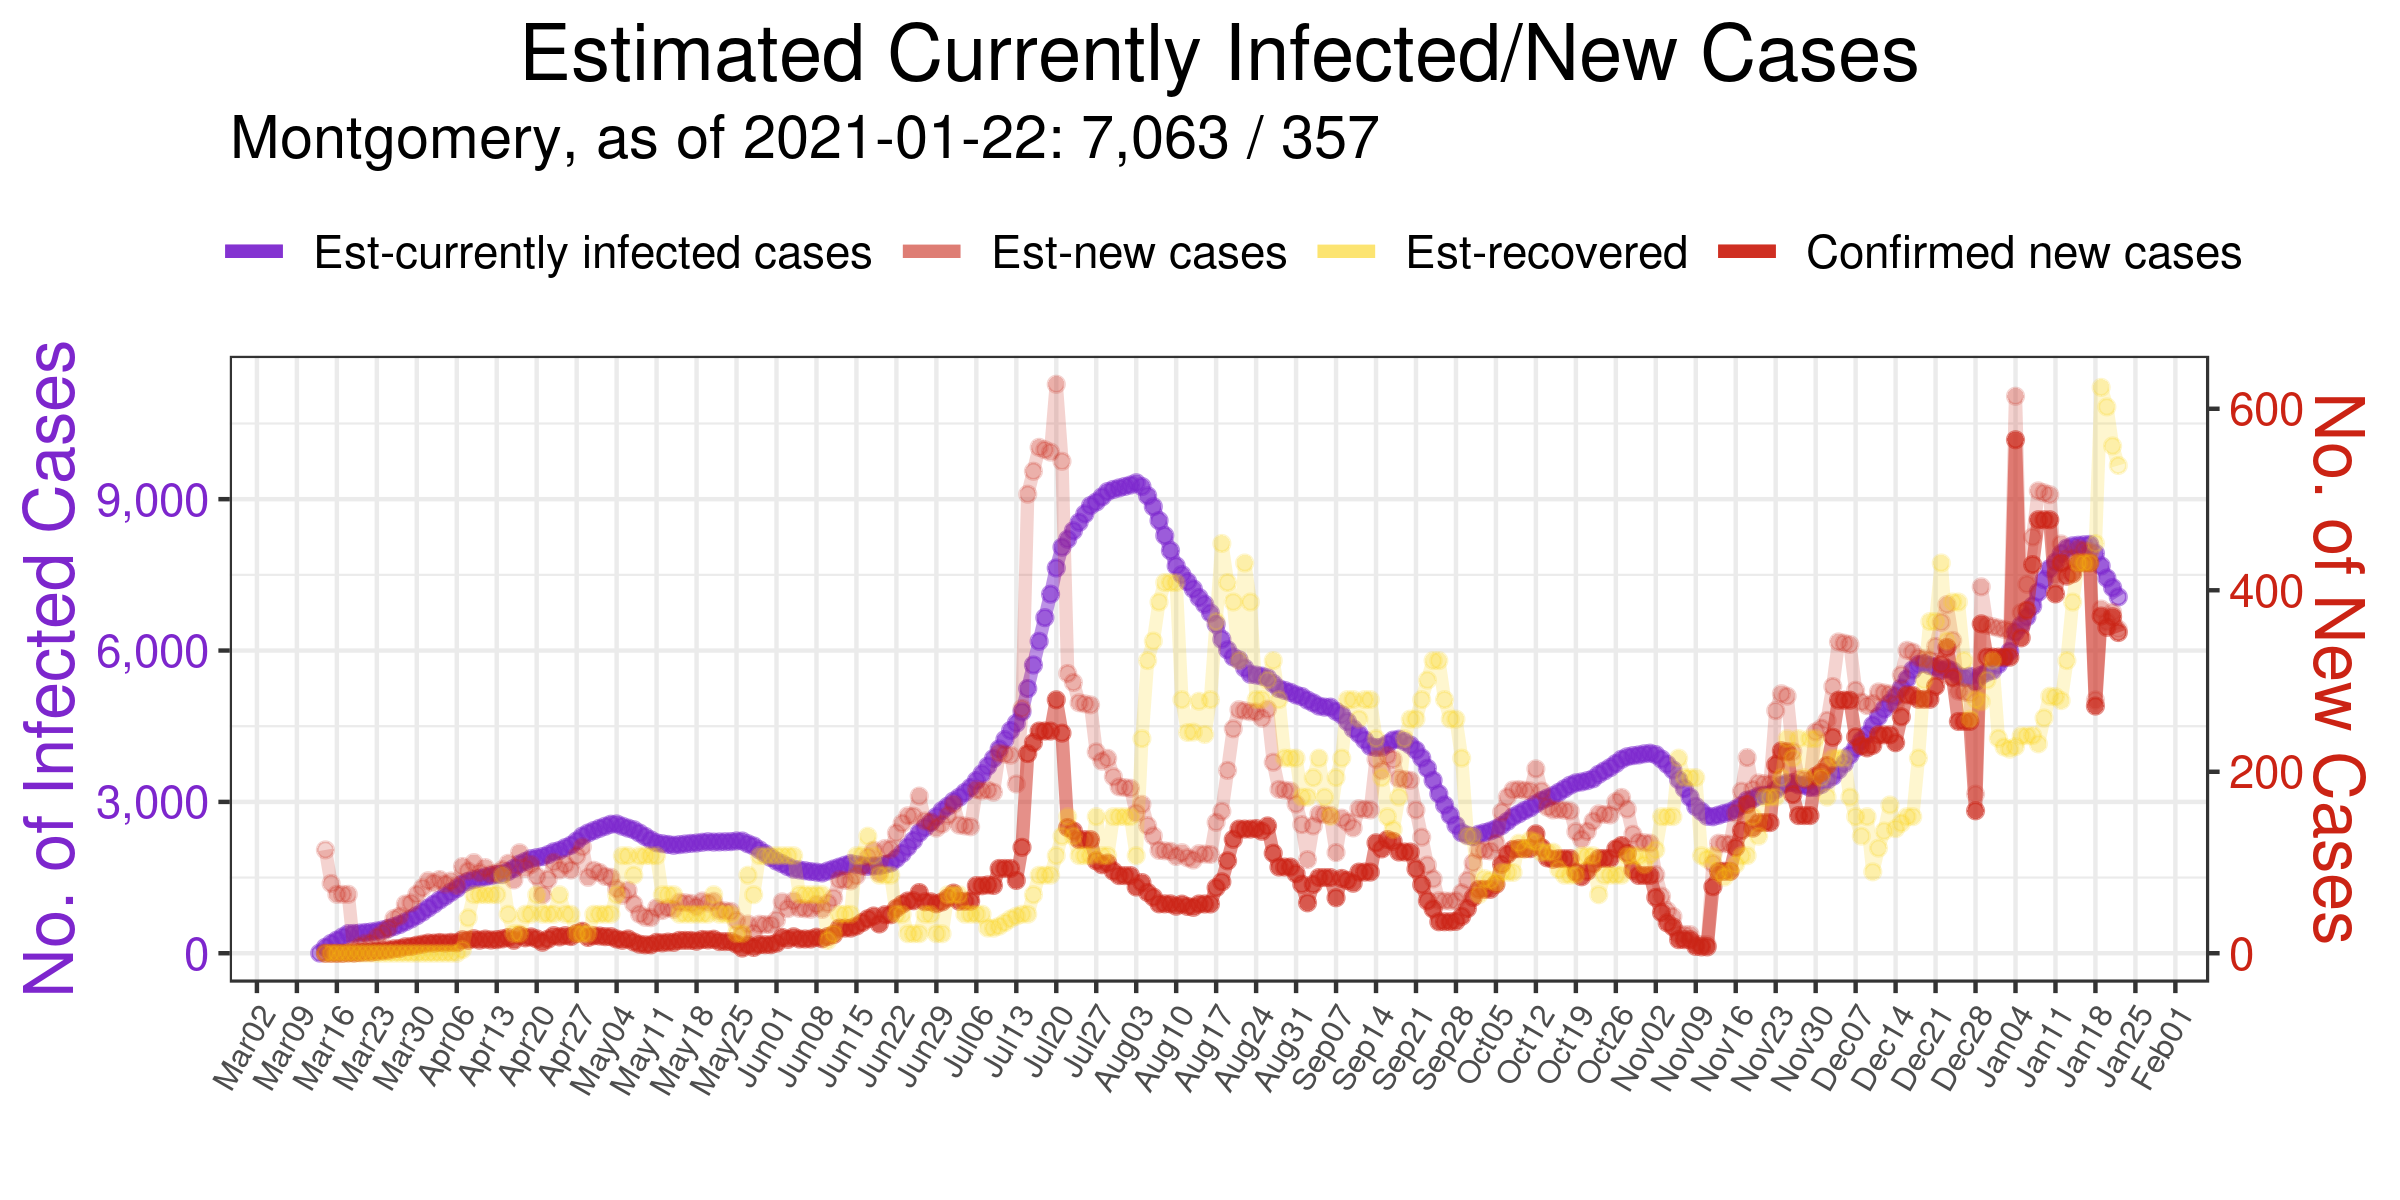 Estimated Currently Infected/New Cases
Montgomery, as of 2021-01-22: 7,063 / 357
Est-currently infected cases Est-new cases Est-recovered Confirmed new cases
No. of Infected Cases
9,000
6,000
3,000
0
600
400
200
0
No. of New Cases
Mar02 Mar09 Mar16 Mar23 Mar30 Apr06 Apr13 Apr20 Apr27 May04 May11 May18 May25 Jun01 Jun08 Jun15 Jun22 Jun29 Jul06 Jul13 Jul20 Jul27 Aug03 Aug10 Aug17 Aug24 Aug31 Sep07 Sep14 Sep21 Sep28 Oct05 Oct12 Oct19 Oct26 Nov02 Nov09 Nov16 Nov23 Nov30 Dec07 Dec14 Dec21 Dec28 Jan04 Jan11 Jan18 Jan25 Feb01